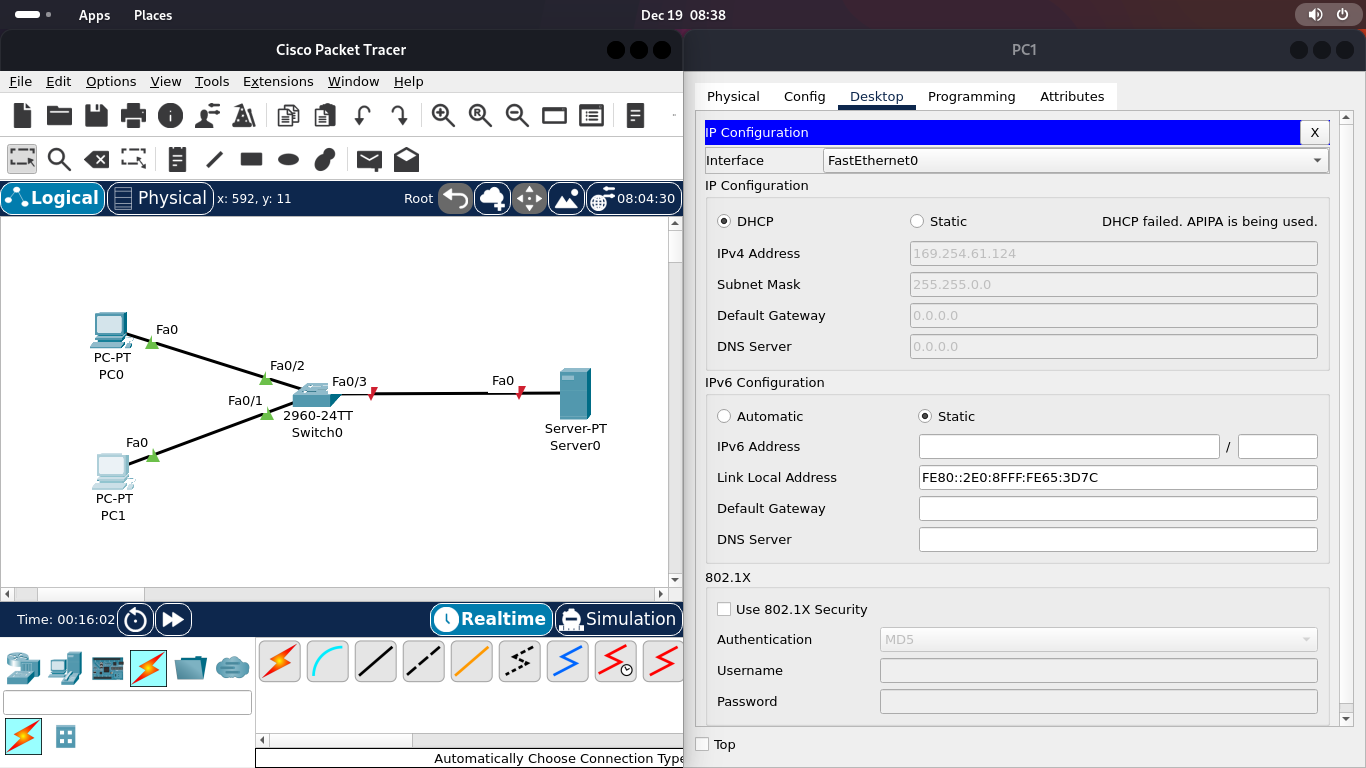 Apps Places Dec 19 08:38
Cisco Packet Tracer
File Edit Options View Tools Extensions Window Help
Logical Physical x: 592, y: 11 Root 08:04:30
Fa0
PC-PT
PC0
Fa0/2
Fa0/3
Fa0
Fa0/1
2960-24TT
Switch0
Server-PT
Server0
Fa0
PC-PT
PC1
Time: 00:16:02 Realtime Simulation
Automatically Choose Connection Type
PC1
Physical Config Desktop Programming Attributes
IP Configuration X
Interface FastEthernet0
IP Configuration
DHCP Static DHCP failed. APIPA is being used.
IPv4 Address 169.254.61.124
Subnet Mask 255.255.0.0
Default Gateway 0.0.0.0
DNS Server 0.0.0.0
IPv6 Configuration
Automatic Static
IPv6 Address /
Link Local Address FE80::2E0:8FFF:FE65:3D7C
Default Gateway
DNS Server
802.1X
Use 802.1X Security
Authentication MD5
Username
Password
Top